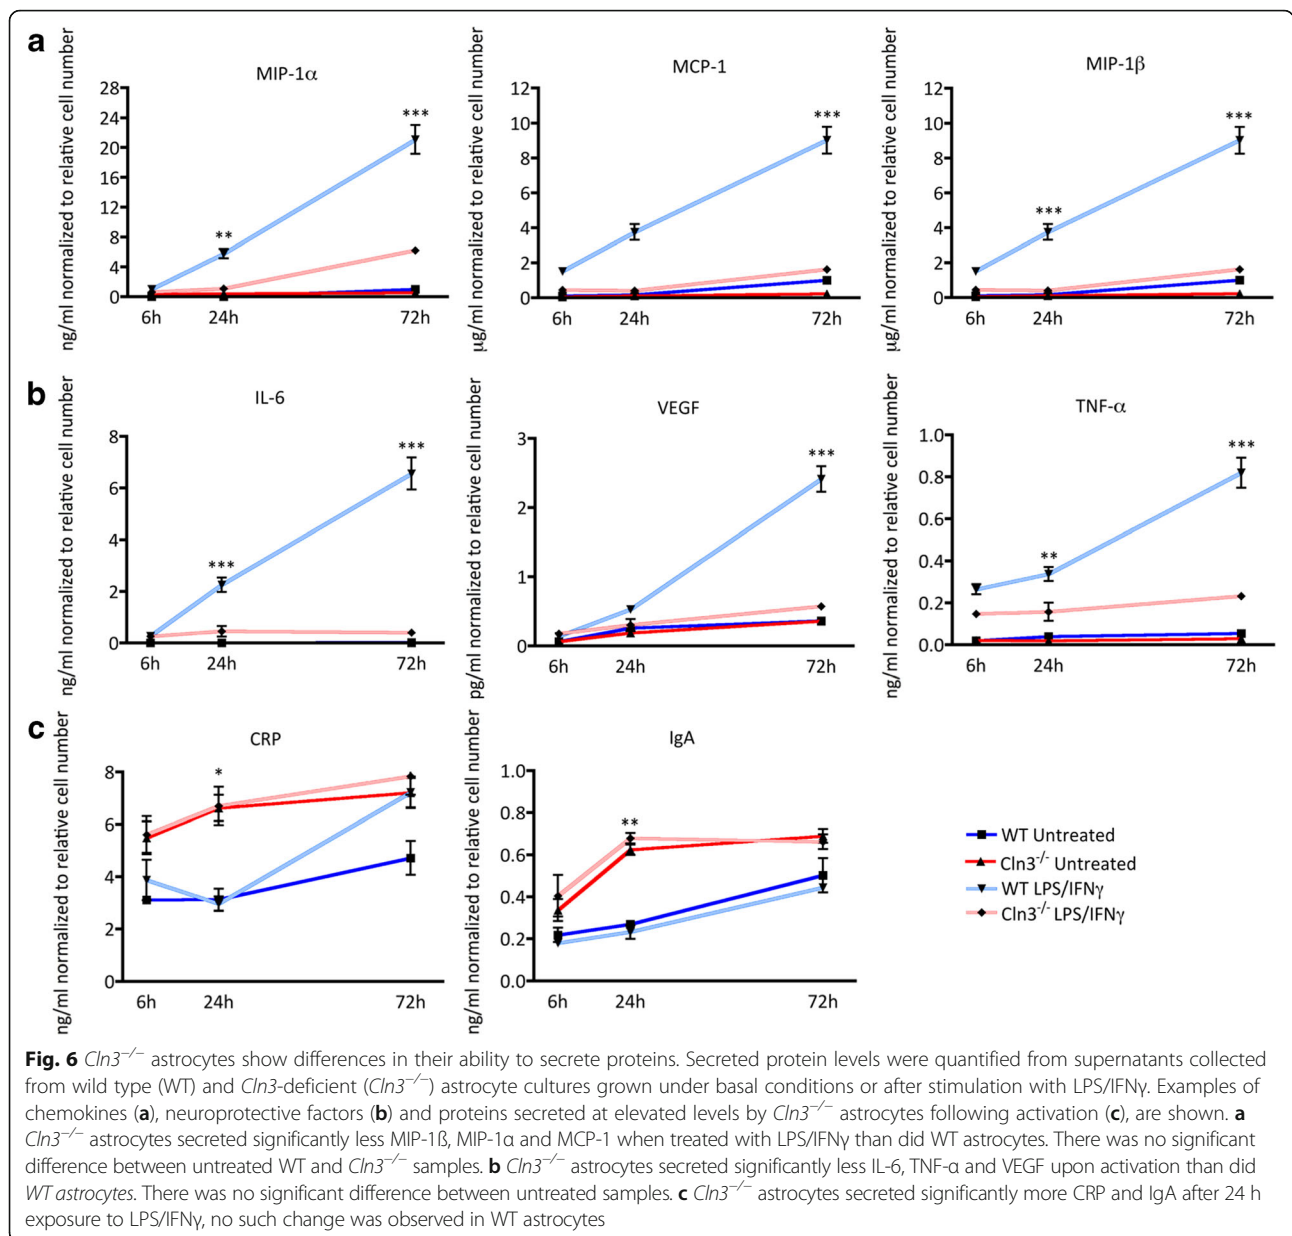 a
MIP-1α
ng/ml normalized to relative cell number
28
24
20
16
12
8
4
0
**
***
6h 24h 72h
MCP-1
µg/ml normalized to relative cell number
12
10
8
6
4
2
0
***
6h 24h 72h
MIP-1β
µg/ml normalized to relative cell number
12
10
8
6
4
2
0
***
***
6h 24h 72h
b
IL-6
ng/ml normalized to relative cell number
8
6
4
2
0
***
***
6h 24h 72h
VEGF
pg/ml normalized to relative cell number
3
2
1
0
***
6h 24h 72h
TNF-α
ng/ml normalized to relative cell number
1.0
0.8
0.6
0.4
0.2
0.0
**
***
6h 24h 72h
c
CRP
ng/ml normalized to relative cell number
8
6
4
2
0
*
6h 24h 72h
IgA
ng/ml normalized to relative cell number
1.0
0.8
0.6
0.4
0.2
0.0
**
6h 24h 72h
WT Untreated
Cln3⁻/⁻ Untreated
WT LPS/IFNγ
Cln3⁻/⁻ LPS/IFNγ
Fig. 6 Cln3⁻/⁻ astrocytes show differences in their ability to secrete proteins. Secreted protein levels were quantified from supernatants collected
from wild type (WT) and Cln3-deficient (Cln3⁻/⁻) astrocyte cultures grown under basal conditions or after stimulation with LPS/IFNγ. Examples of
chemokines (a), neuroprotective factors (b) and proteins secreted at elevated levels by Cln3⁻/⁻ astrocytes following activation (c), are shown. a
Cln3⁻/⁻ astrocytes secreted significantly less MIP-1ß, MIP-1α and MCP-1 when treated with LPS/IFNγ than did WT astrocytes. There was no significant
difference between untreated WT and Cln3⁻/⁻ samples. b Cln3⁻/⁻ astrocytes secreted significantly less IL-6, TNF-α and VEGF upon activation than did
WT astrocytes. There was no significant difference between untreated samples. c Cln3⁻/⁻ astrocytes secreted significantly more CRP and IgA after 24 h
exposure to LPS/IFNγ, no such change was observed in WT astrocytes